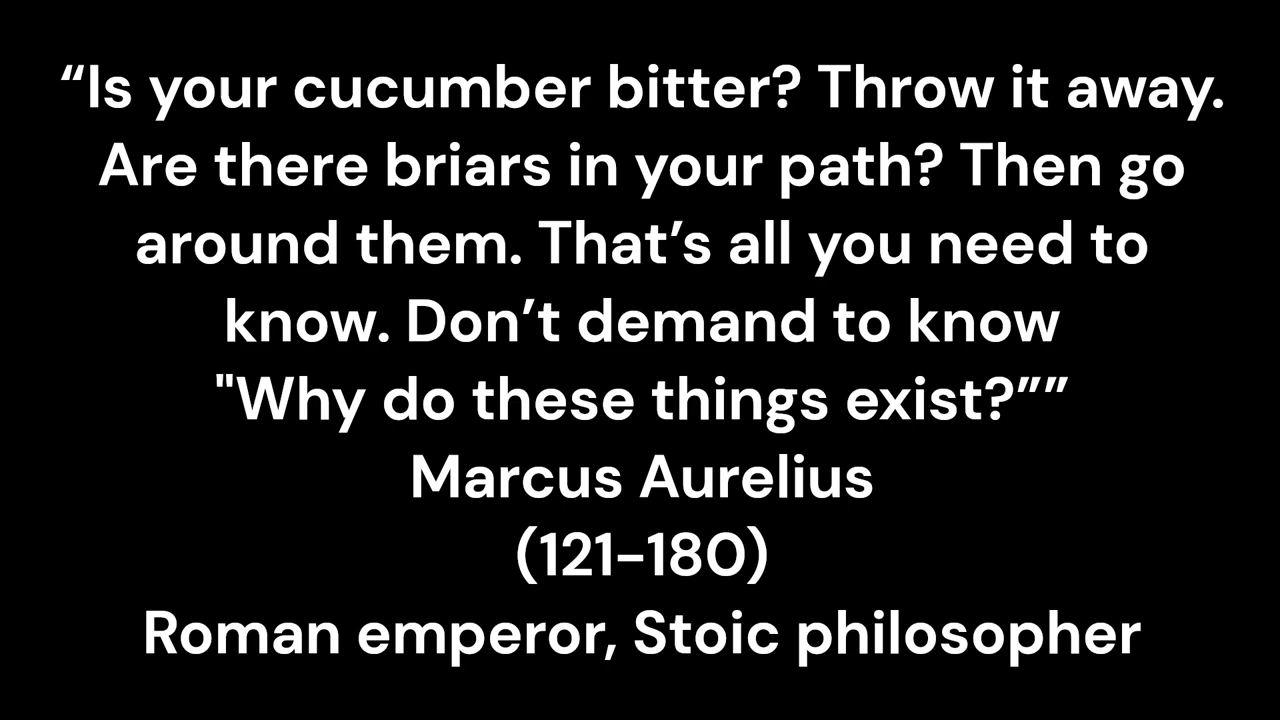 “Is your cucumber bitter? Throw it away.
Are there briars in your path? Then go
around them. That’s all you need to
know. Don’t demand to know
"Why do these things exist?””
Marcus Aurelius
(121-180)
Roman emperor, Stoic philosopher